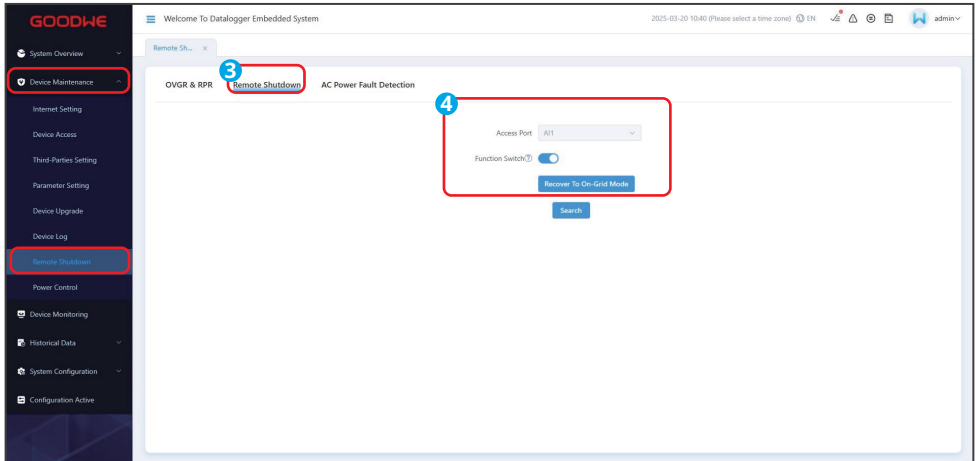 GOODWE
Welcome To Datalogger Embedded System
2025-03-20 10:40 (Please select a time zone) EN admin
System Overview
Remote Sh... ×
Device Maintenance
3
OVGR & RPR Remote Shutdown AC Power Fault Detection
Internet Setting
4
Device Access
Access Port AI1
Third-Parties Setting
Function Switch?
Parameter Setting
Recover To On-Grid Mode
Device Upgrade
Search
Device Log
Remote Shutdown
Power Control
Device Monitoring
Historical Data
System Configuration
Configuration Active